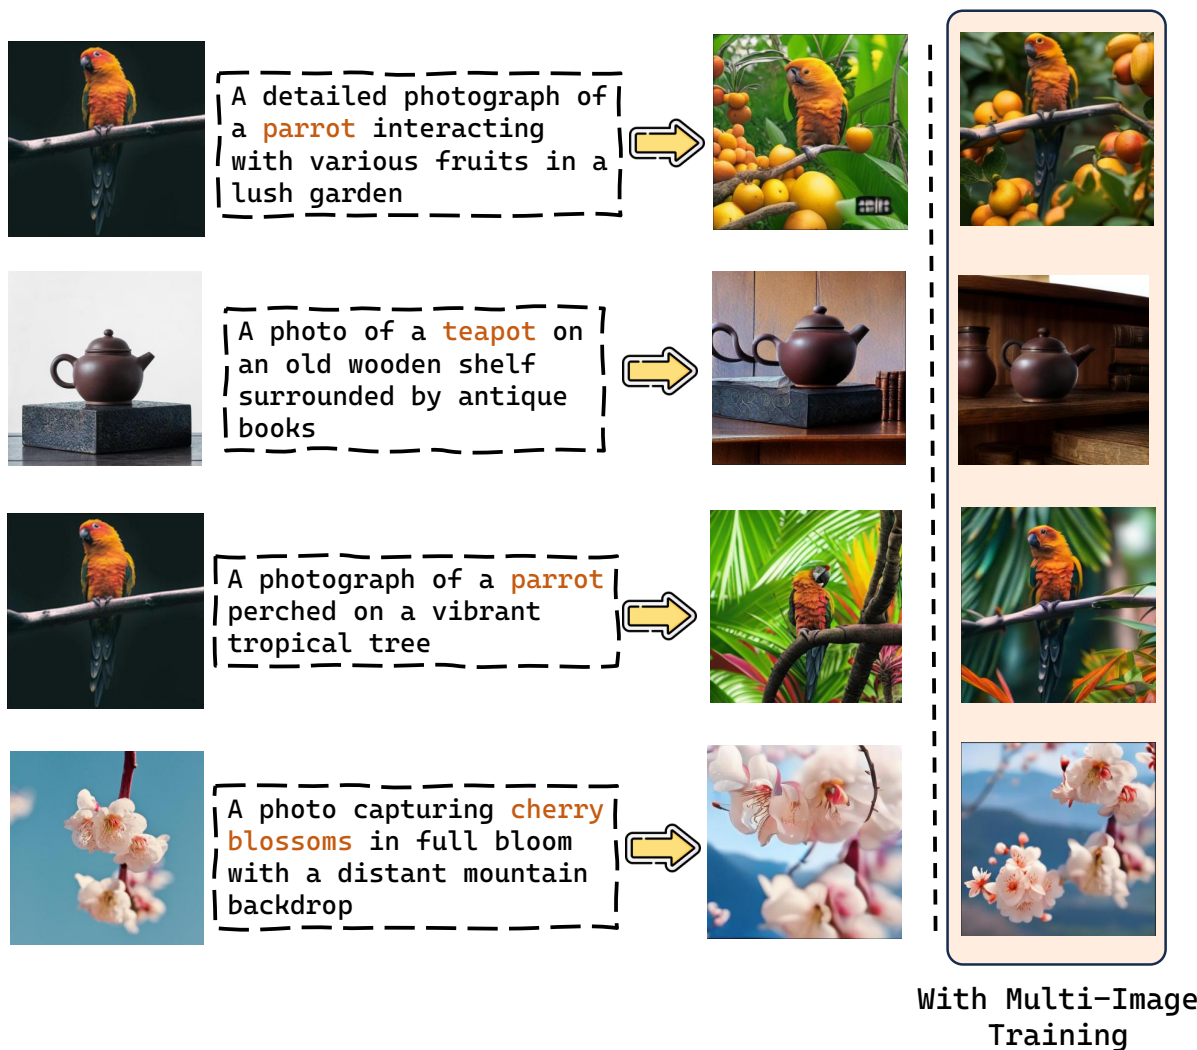 A detailed photograph of
a parrot interacting
with various fruits in a
lush garden
A photo of a teapot on
an old wooden shelf
surrounded by antique
books
A photograph of a parrot
perched on a vibrant
tropical tree
A photo capturing cherry
blossoms in full bloom
with a distant mountain
backdrop
With Multi-Image
Training